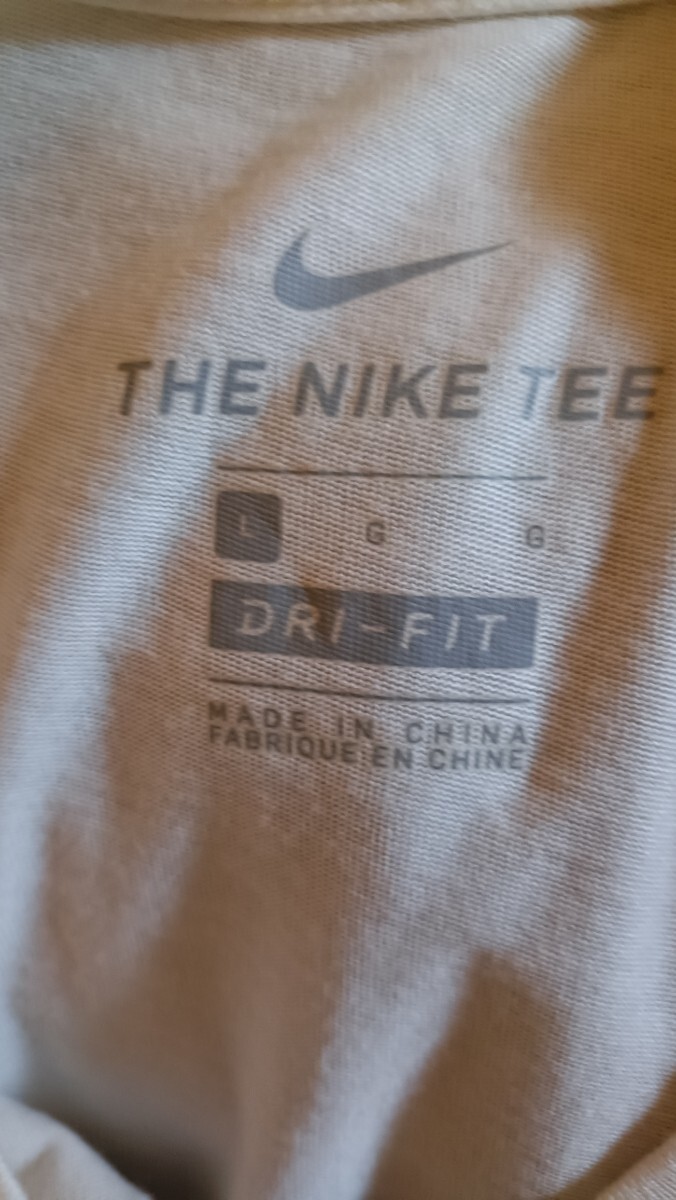 THE NIKE TEE
L G G
DRI-FIT
MADE IN CHINA
FABRIQUE EN CHINE